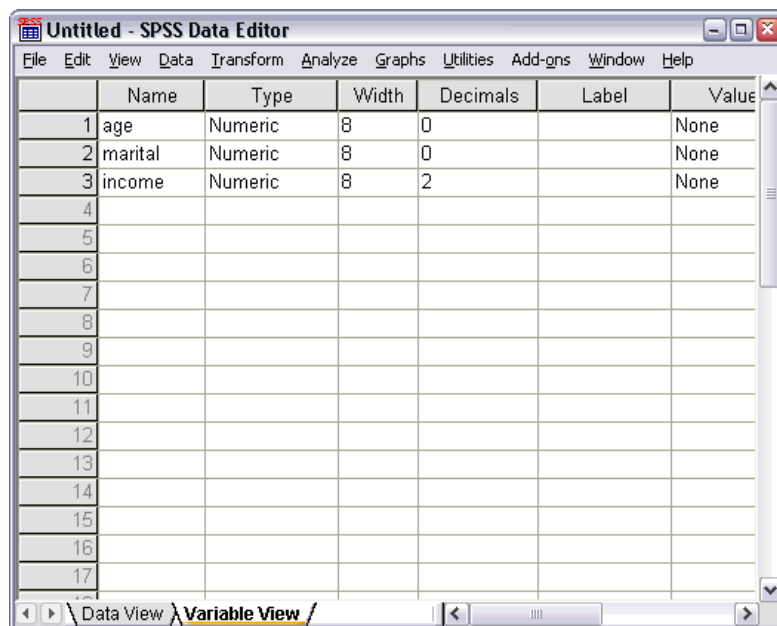 SPSS
Untitled - SPSS Data Editor
File Edit View Data Transform Analyze Graphs Utilities Add-ons Window Help
Name Type Width Decimals Label Value
1 age Numeric 8 0 None
2 marital Numeric 8 0 None
3 income Numeric 8 2 None
4
5
6
7
8
9
10
11
12
13
14
15
16
17
Data View Variable View